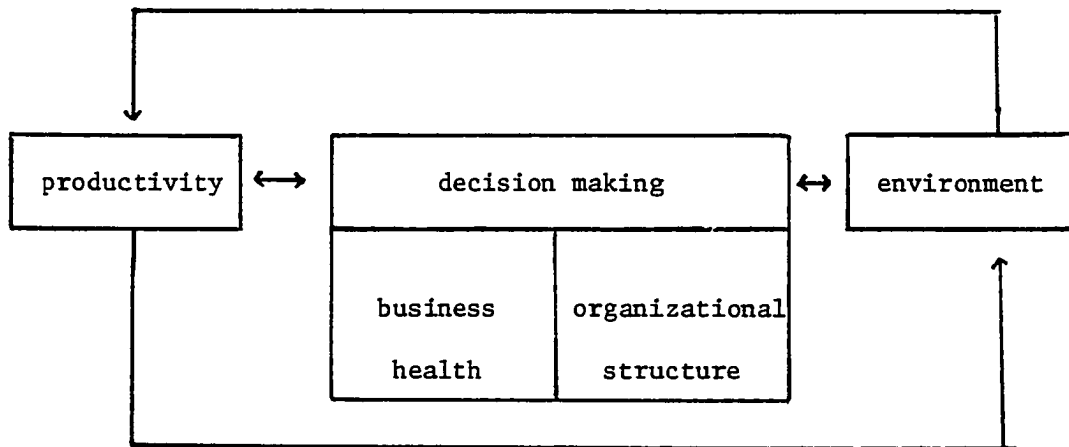 productivity
decision making
environment
business
health
organizational
structure